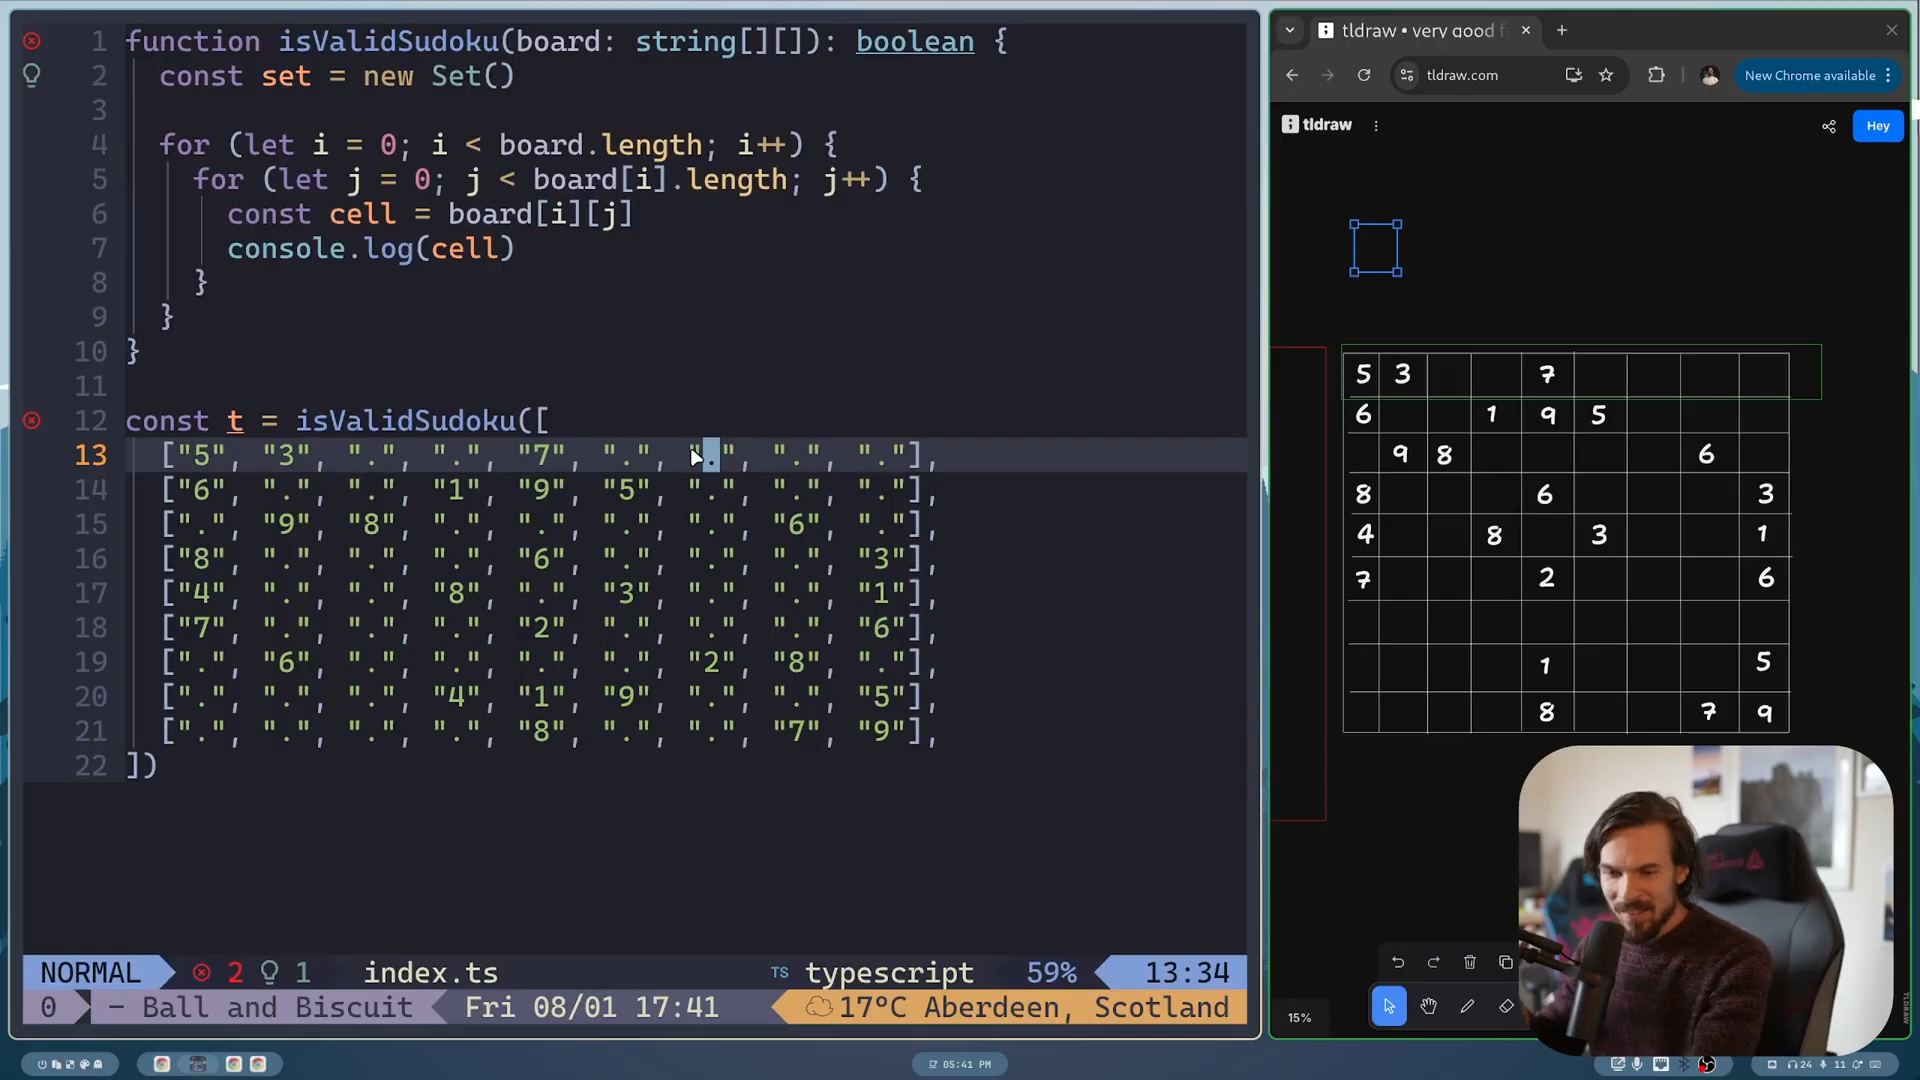 1 function isValidSudoku(board: string[][]): boolean {
2 const set = new Set()
3
4 for (let i = 0; i < board.length; i++) {
5 for (let j = 0; j < board[i].length; j++) {
6 const cell = board[i][j]
7 console.log(cell)
8 }
9 }
10 }
11
12 const t = isValidSudoku([
13 ["5", "3", ".", ".", "7", ".", ".", ".", "."],
14 ["6", ".", ".", "1", "9", "5", ".", ".", "."],
15 [".", "9", "8", ".", ".", ".", ".", "6", "."],
16 ["8", ".", ".", ".", "6", ".", ".", ".", "3"],
17 ["4", ".", ".", "8", ".", "3", ".", ".", "1"],
18 ["7", ".", ".", ".", "2", ".", ".", ".", "6"],
19 [".", "6", ".", ".", ".", ".", "2", "8", "."],
20 [".", ".", ".", "4", "1", "9", ".", ".", "5"],
21 [".", ".", ".", ".", "8", ".", ".", "7", "9"],
22 ])
NORMAL 2 1 index.ts TS typescript 59% 13:34
0 - Ball and Biscuit Fri 08/01 17:41 17°C Aberdeen, Scotland
tldraw • very good f
tldraw.com New Chrome available
tldraw Hey
5 3 7
6 1 9 5
9 8 6
8 6 3
4 8 3 1
7 2 6
1 5
8 7 9
15%
05:41 PM
24 11